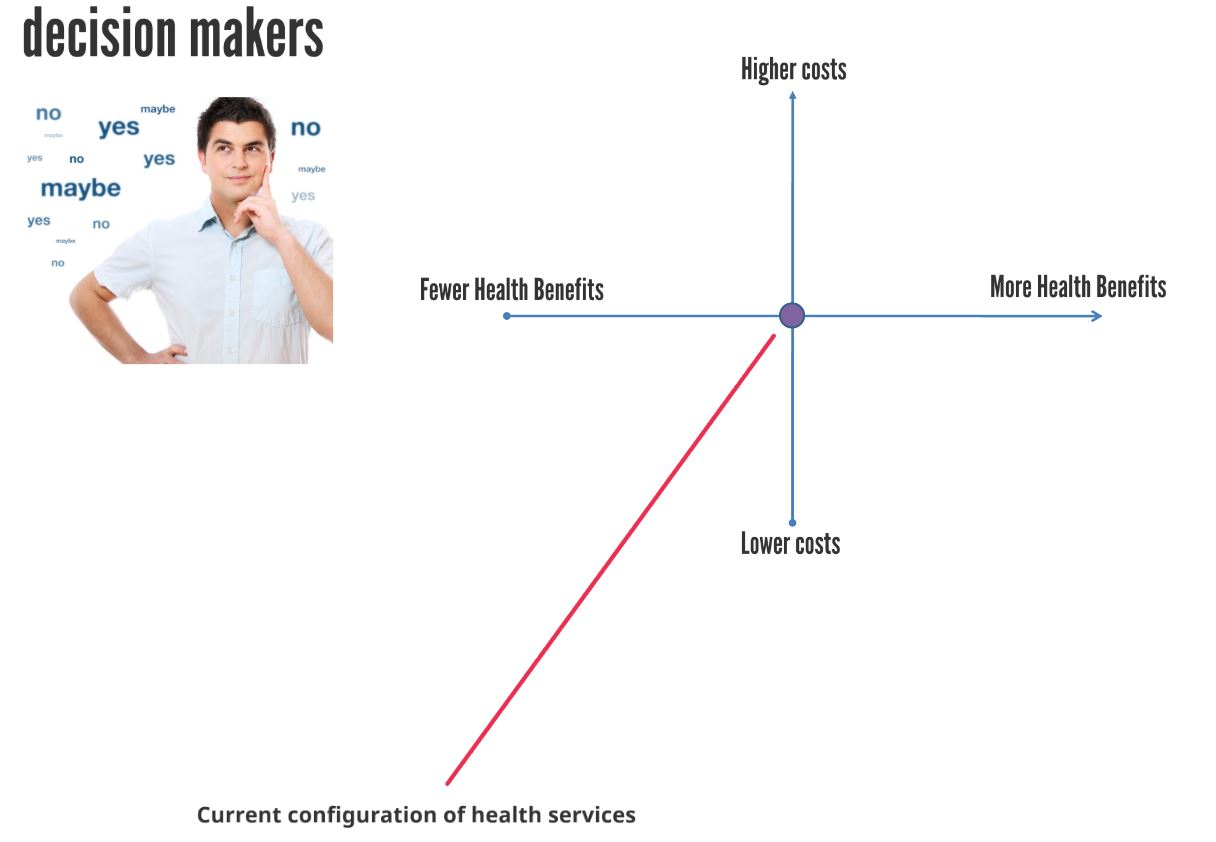 decision makers
no
maybe
yes
no
maybe
yes
no
yes
maybe
maybe
yes
yes
no
maybe
no
Higher costs
Fewer Health Benefits
More Health Benefits
Lower costs
Current configuration of health services